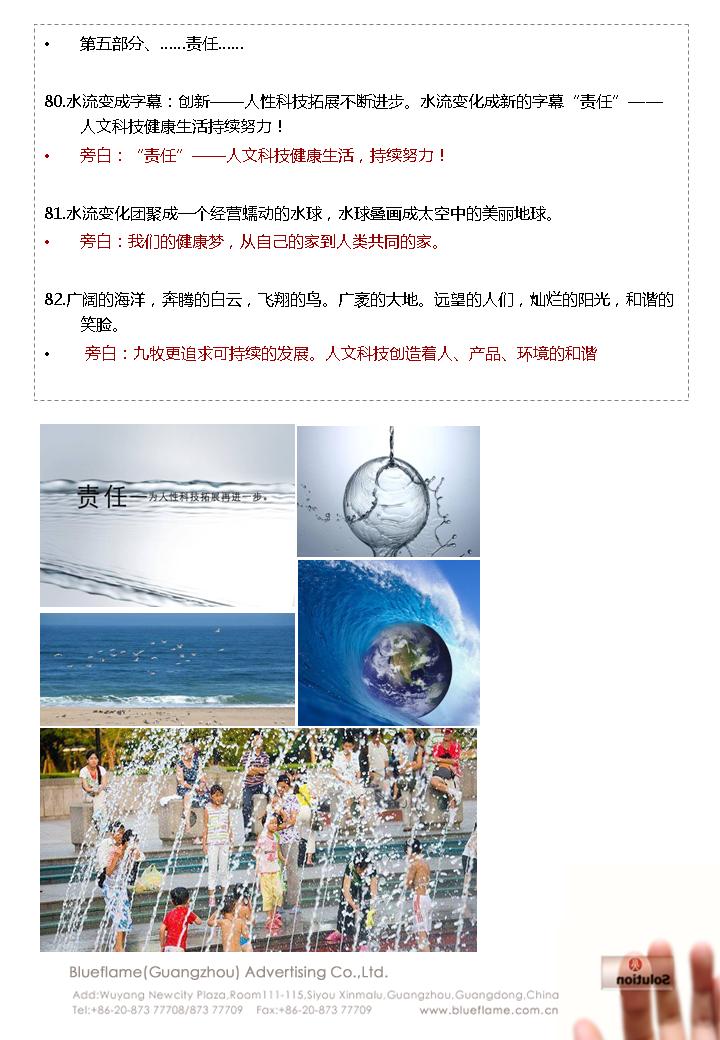 • 第五部分、……责任……
80.水流变成字幕：创新——人性科技拓展不断进步。水流变化成新的字幕“责任”——
人文科技健康生活持续努力！
• 旁白：“责任”——人文科技健康生活，持续努力！
81.水流变化团聚成一个经营蠕动的水球，水球叠画成太空中的美丽地球。
• 旁白：我们的健康梦，从自己的家到人类共同的家。
82.广阔的海洋，奔腾的白云，飞翔的鸟。广袤的大地。远望的人们，灿烂的阳光，和谐的
笑脸。
• 旁白：九牧更追求可持续的发展。人文科技创造着人、产品、环境的和谐
责任—为人性科技拓展再进一步。
Blueflame(Guangzhou) Advertising Co.,Ltd.
Add:Wuyang Newcity Plaza,Room111-115,Siyou Xinmalu,Guangzhou,Guangdong,China
Tel:+86-20-873 77708/873 77709 Fax:+86-20-873 77709 www.blueflame.com.cn
Solution